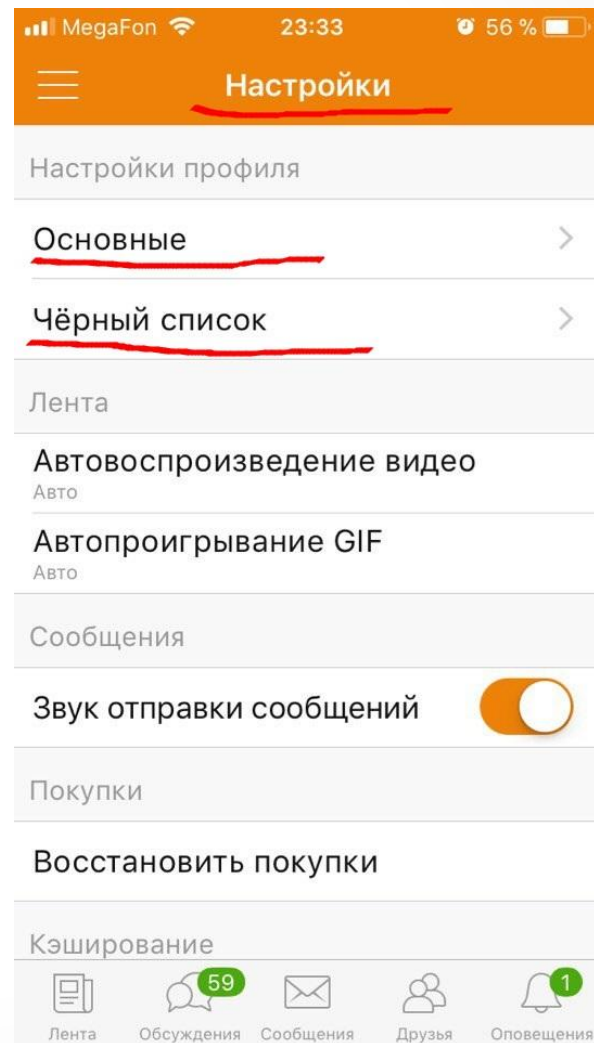 MegaFon 23:33 56 %
Настройки
Настройки профиля
Основные
Чёрный список
Лента
Автовоспроизведение видео
Авто
Автопроигрывание GIF
Авто
Сообщения
Звук отправки сообщений
Покупки
Восстановить покупки
Кэширование
59 1
Лента Обсуждения Сообщения Друзья Оповещения